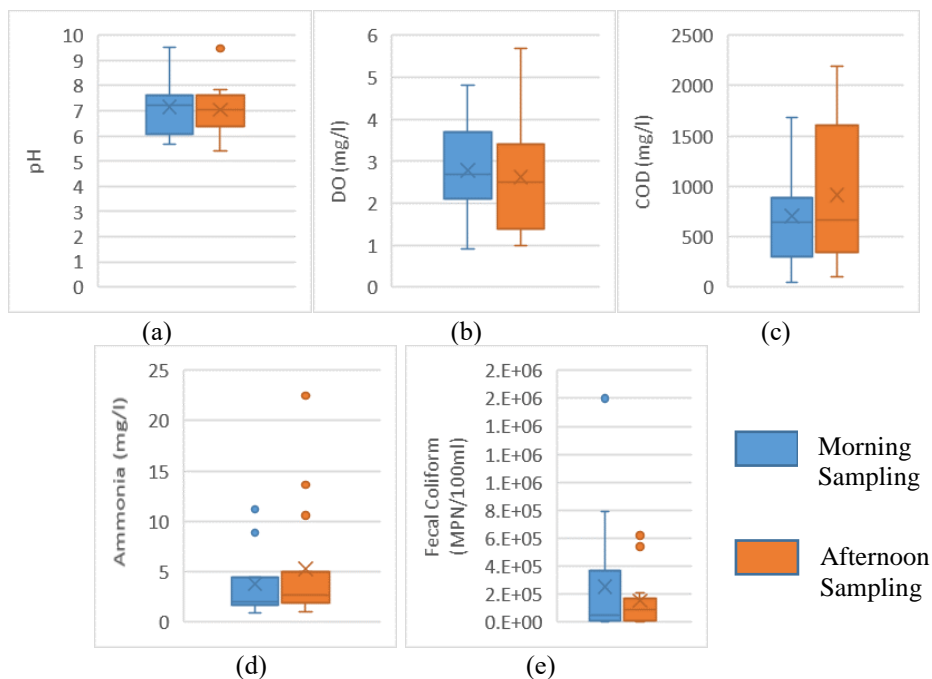 10
9
8
7
6
5
4
3
2
1
0
pH
(a)
6
5
4
3
2
1
0
DO (mg/l)
(b)
2500
2000
1500
1000
500
0
COD (mg/l)
(c)
25
20
15
10
5
0
Ammonia (mg/l)
(d)
2.E+06
2.E+06
1.E+06
1.E+06
1.E+06
8.E+05
6.E+05
4.E+05
2.E+05
0.E+00
Fecal Coliform
(MPN/100ml)
(e)
Morning
Sampling
Afternoon
Sampling